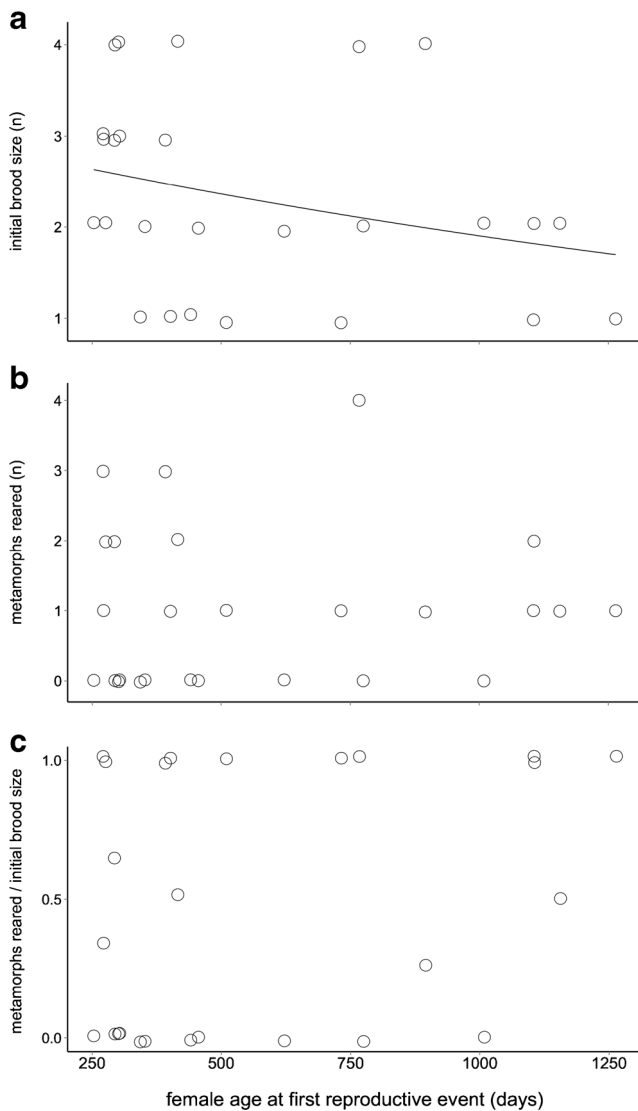 a
initial brood size (n)
4
3
2
1
b
metamorphs reared (n)
4
3
2
1
0
c
metamorphs reared / initial brood size
1.0
0.5
0.0
250 500 750 1000 1250
female age at first reproductive event (days)